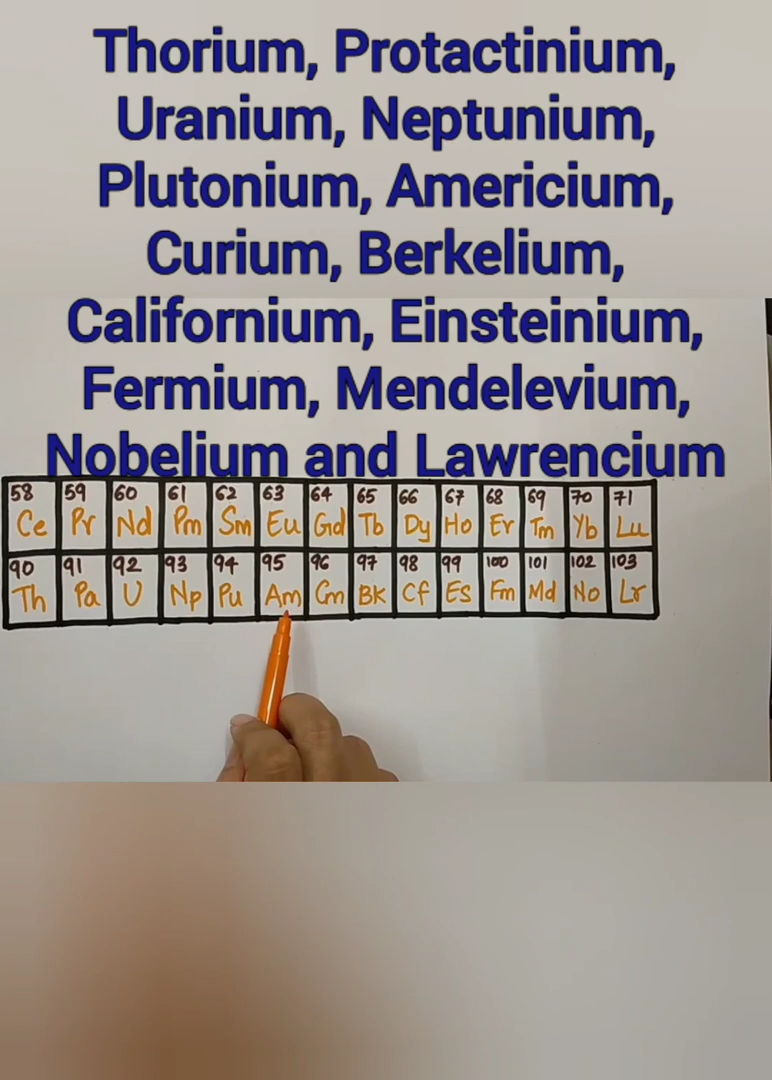 Thorium, Protactinium,
Uranium, Neptunium,
Plutonium, Americium,
Curium, Berkelium,
Californium, Einsteinium,
Fermium, Mendelevium,
Nobelium and Lawrencium
58 59 60 61 62 63 64 65 66 67 68 69 70 71
Ce Pr Nd Pm Sm Eu Gd Tb Dy Ho Er Tm Yb Lu
90 91 92 93 94 95 96 97 98 99 100 101 102 103
Th Pa U Np Pu Am Cm BK Cf Es Fm Md No Lr